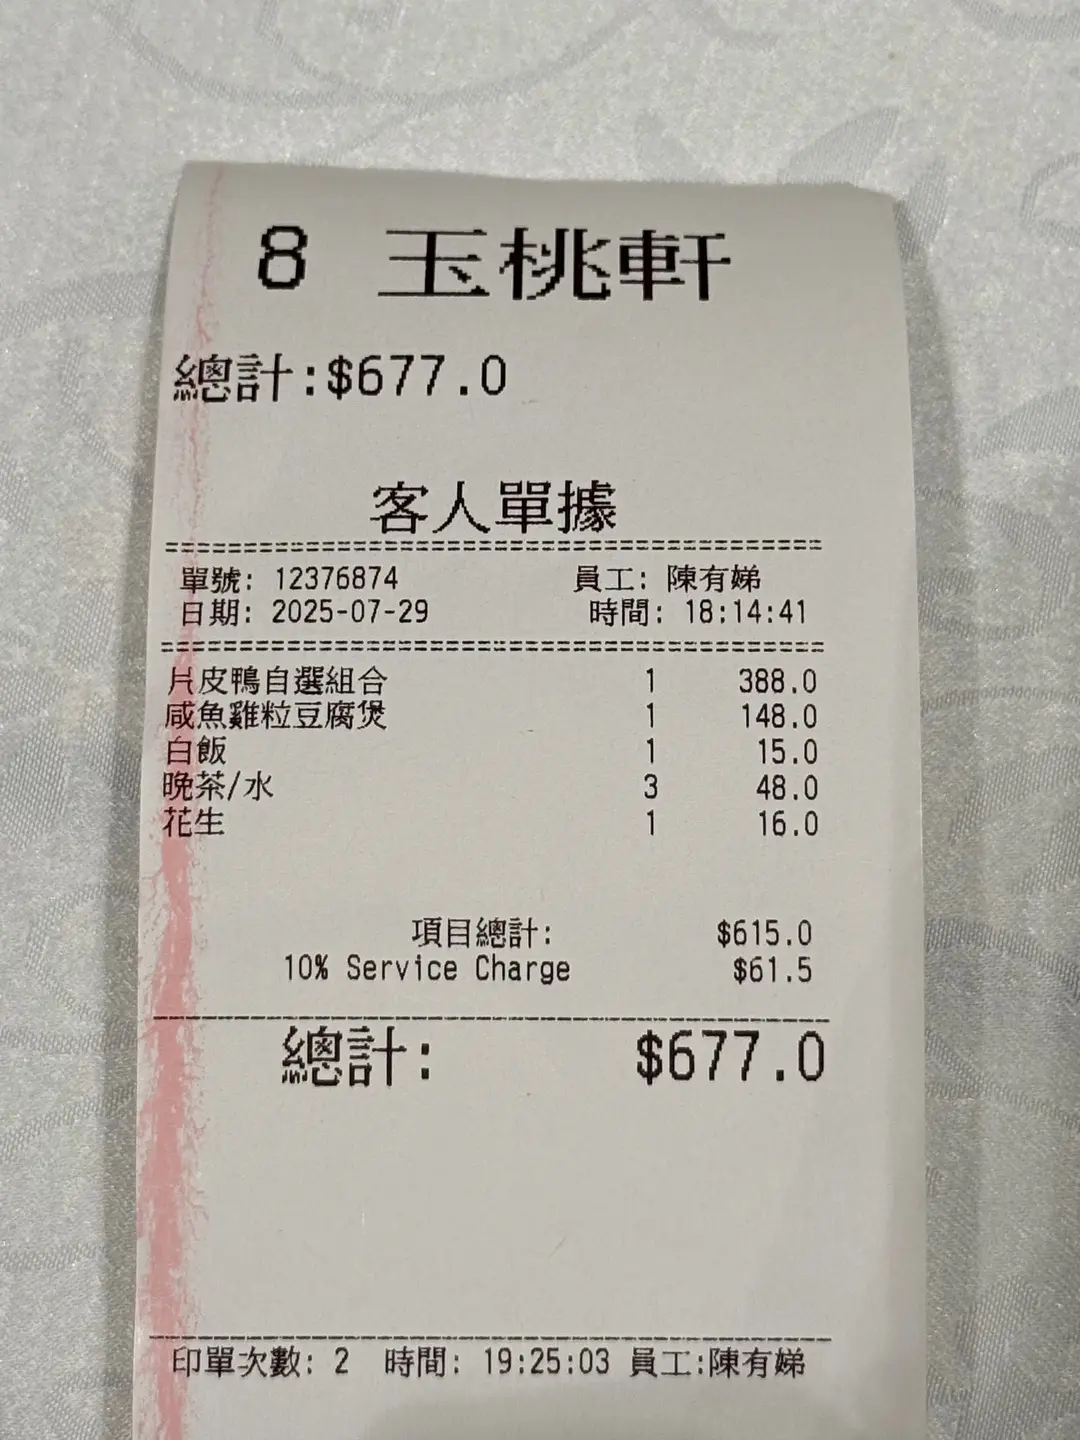 8 玉桃軒
總計:$677.0
客人單據
單號: 12376874 員工: 陳有娣
日期: 2025-07-29 時間: 18:14:41
片皮鴨自選組合 1 388.0
咸魚雞粒豆腐煲 1 148.0
白飯 1 15.0
晚茶/水 3 48.0
花生 1 16.0
項目總計: $615.0
10% Service Charge $61.5
總計: $677.0
印單次數: 2 時間: 19:25:03 員工:陳有娣